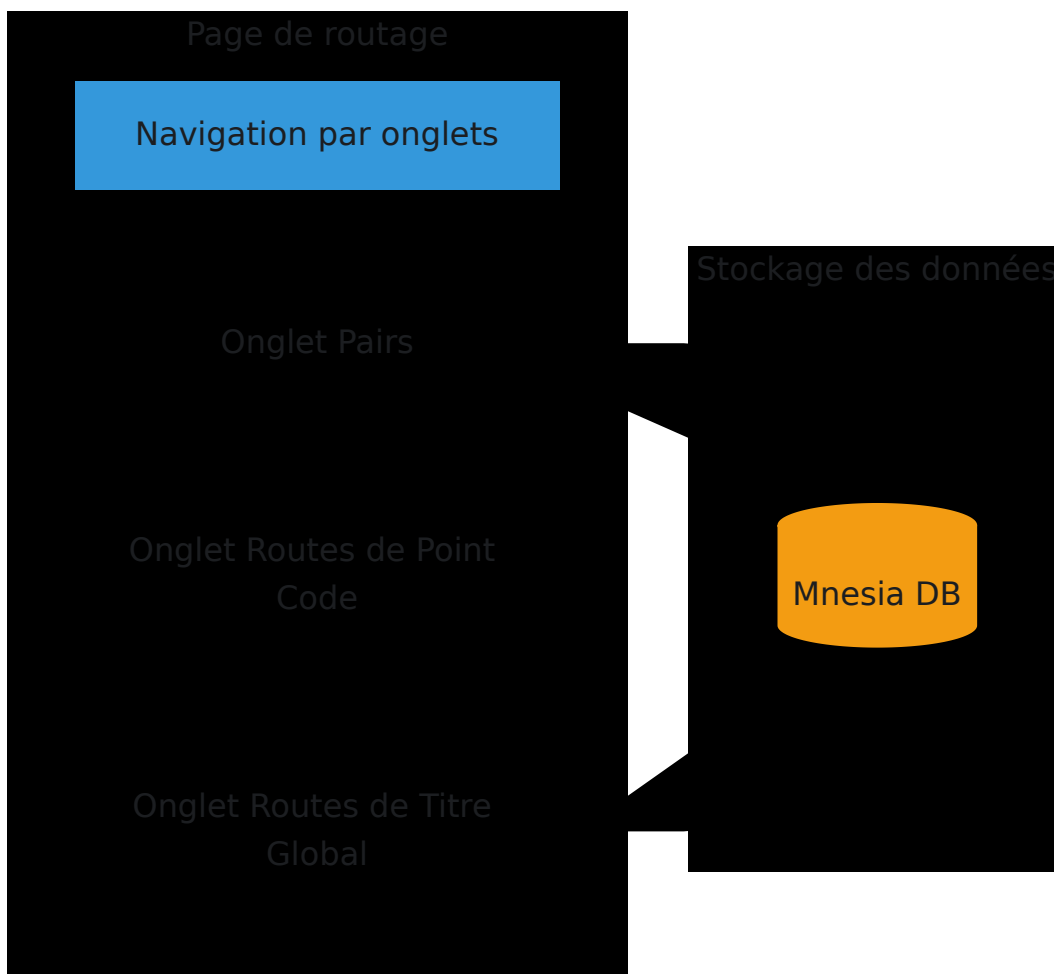 Page de routage
Navigation par onglets
Onglet Pairs
Onglet Routes de Point
Code
Onglet Routes de Titre
Global
Stockage des données
Mnesia DB